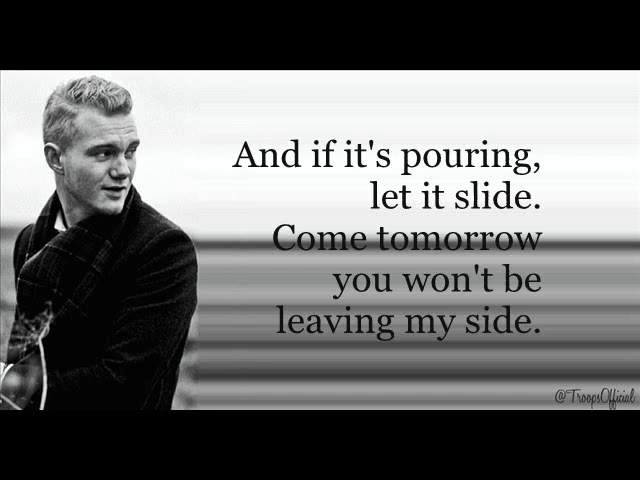 And if it's pouring,
let it slide.
Come tomorrow
you won't be
leaving my side.
@TroopsOfficial